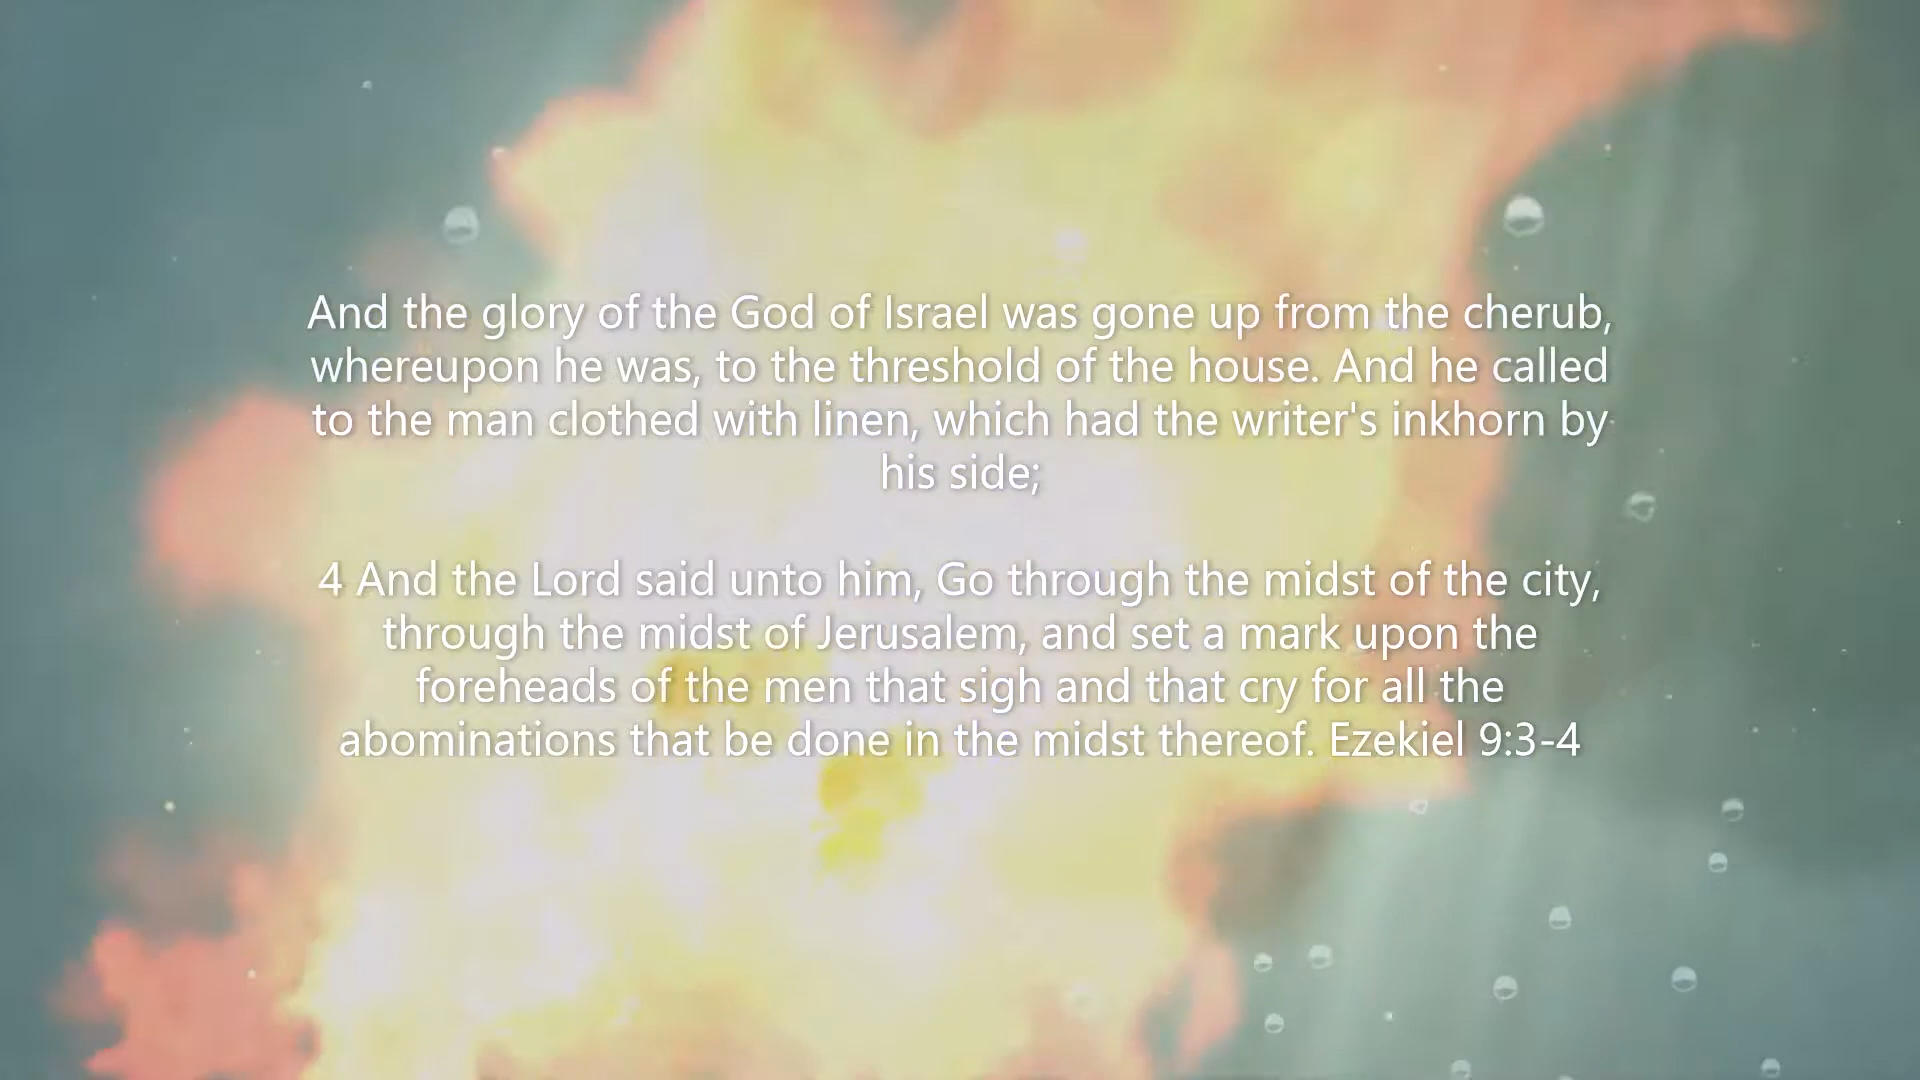 And the glory of the God of Israel was gone up from the cherub,
whereupon he was, to the threshold of the house. And he called
to the man clothed with linen, which had the writer's inkhorn by
his side;
4 And the Lord said unto him, Go through the midst of the city,
through the midst of Jerusalem, and set a mark upon the
foreheads of the men that sigh and that cry for all the
abominations that be done in the midst thereof. Ezekiel 9:3-4